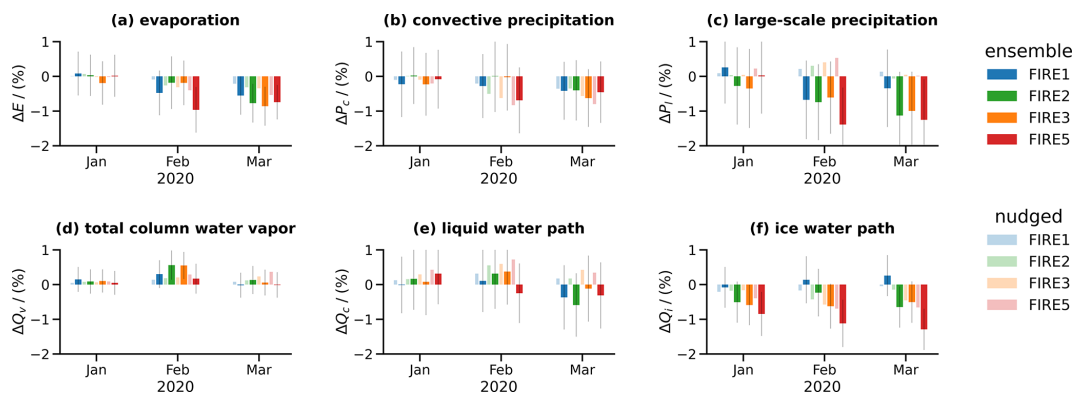 (a) evaporation
(b) convective precipitation
(c) large-scale precipitation
1
0
−1
−2
ΔE / (%)
Jan
Feb
Mar
2020
1
0
−1
−2
ΔP_c / (%)
Jan
Feb
Mar
2020
1
0
−1
−2
ΔP_l / (%)
Jan
Feb
Mar
2020
ensemble
FIRE1
FIRE2
FIRE3
FIRE5
(d) total column water vapor
(e) liquid water path
(f) ice water path
1
0
−1
−2
ΔQ_v / (%)
Jan
Feb
Mar
2020
1
0
−1
−2
ΔQ_c / (%)
Jan
Feb
Mar
2020
1
0
−1
−2
ΔQ_i / (%)
Jan
Feb
Mar
2020
nudged
FIRE1
FIRE2
FIRE3
FIRE5